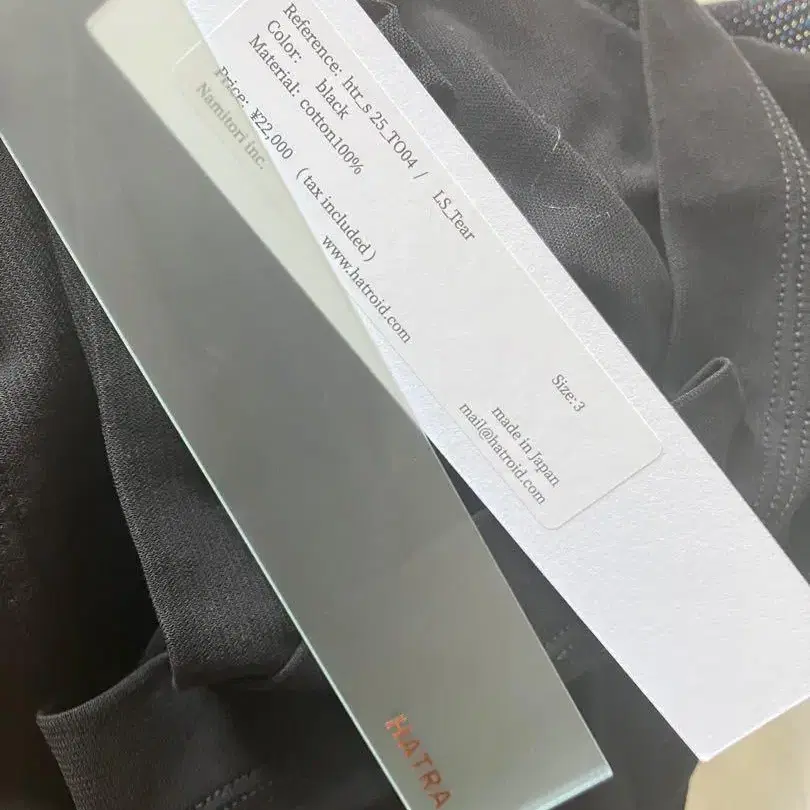 Reference: htr_s 25_TO04 / LS_Tear
Color: black
Material: cotton100% Size:3
Price: ¥22,000 (tax included) made in Japan
Namitori inc. www.hatroid.com mail@hatroid.com
HATRA